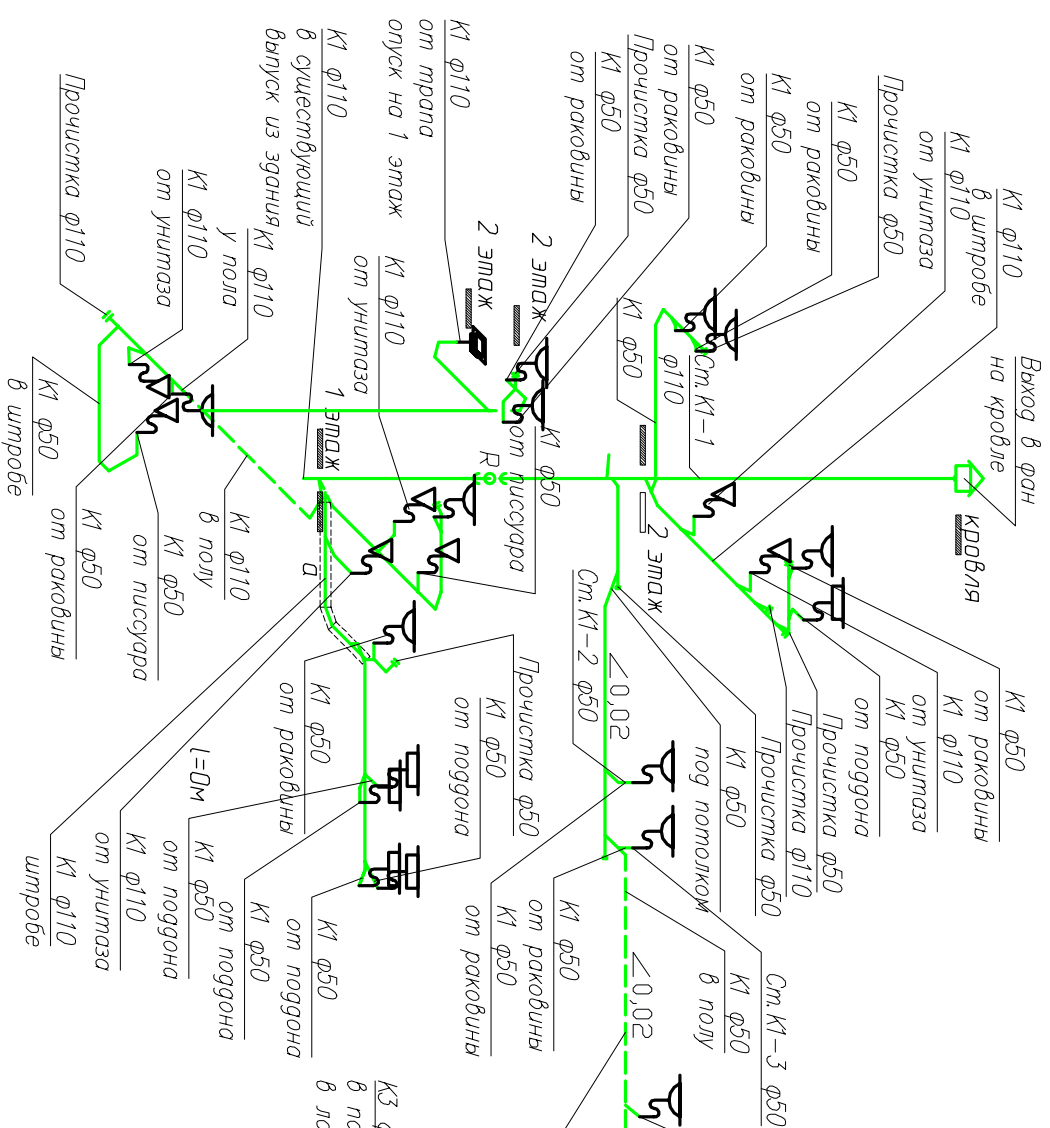 Выход в фан
на кровле
кровля
К1 ф110
в штробе
К1 ф110
от унитаза
Прочистка ф50
К1 ф50
от раковины
К1 ф50
от раковины
К1 ф50
от раковины
Прочистка ф50
К1 ф50
от раковины
К1 ф110
от трапа
опуск на 1 этаж
К1 ф110
в существующий
выпуск из здания
К1 ф110
у пола
К1 ф110
от унитаза
Прочистка ф110
2 этаж
2 этаж
К1 ф110
от унитаза
К1 ф50
Ст.К1-1
ф110
1 этаж
R
К1 ф50
от писсуара
2 этаж
К1 ф50
в штробе
К1 ф50
от раковины
К1 ф50
от писсуара
К1 ф110
в полу
а
Ст.К1-2 ф50
∠0,02
К1 ф50
от раковины
К1 ф110
от унитаза
К1 ф50
от поддона
Прочистка ф50
Прочистка ф110
Прочистка ф50
К1 ф50
под потолком
Прочистка ф50
К1 ф50
от поддона
К1 ф50
от раковины
l=0м
К1 ф50
от поддона
К1 ф50
от поддона
К1 ф50
от поддона
К1 ф110
от унитаза
К1 ф110
штробе
К1 ф50
от раковины
К1 ф50
от раковины
∠0,02
К1 ф50
в полу
Ст.К1-3 ф50
К3
в
в